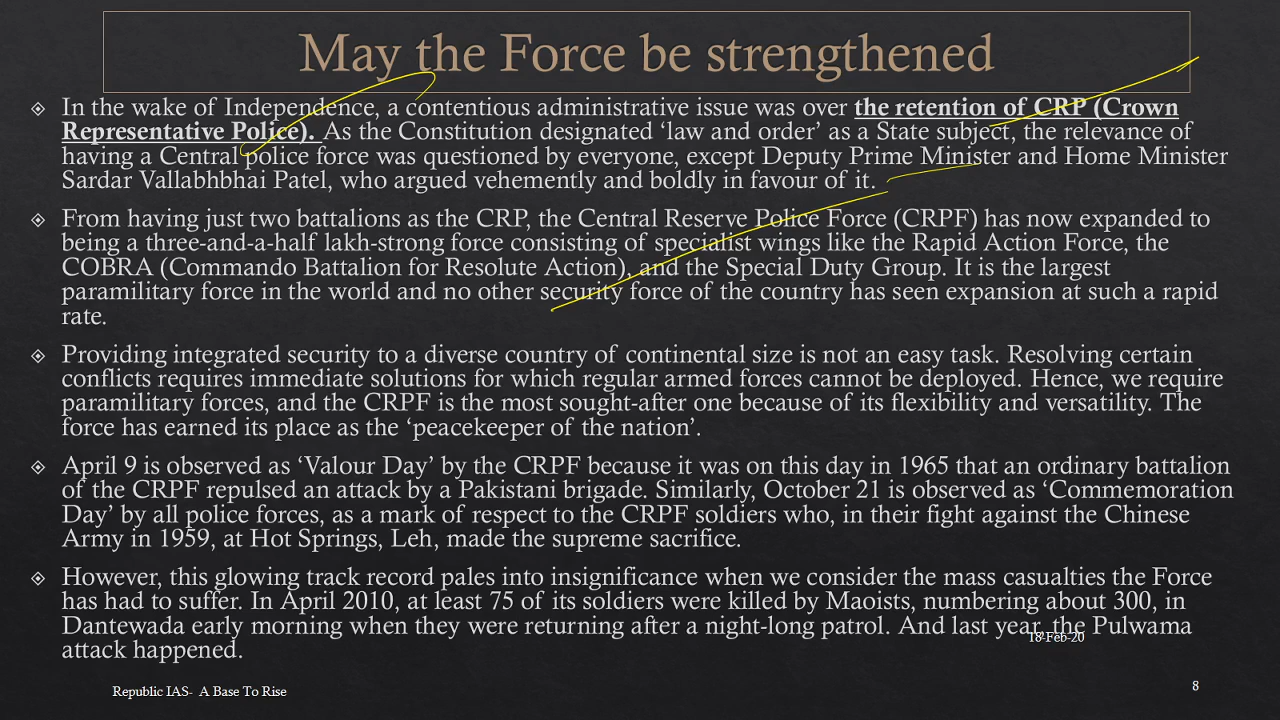 May the Force be strengthened
In the wake of Independence, a contentious administrative issue was over the retention of CRP (Crown
Representative Police). As the Constitution designated ‘law and order’ as a State subject, the relevance of
having a Central police force was questioned by everyone, except Deputy Prime Minister and Home Minister
Sardar Vallabhbhai Patel, who argued vehemently and boldly in favour of it.
From having just two battalions as the CRP, the Central Reserve Police Force (CRPF) has now expanded to
being a three-and-a-half lakh-strong force consisting of specialist wings like the Rapid Action Force, the
COBRA (Commando Battalion for Resolute Action), and the Special Duty Group. It is the largest
paramilitary force in the world and no other security force of the country has seen expansion at such a rapid
rate.
Providing integrated security to a diverse country of continental size is not an easy task. Resolving certain
conflicts requires immediate solutions for which regular armed forces cannot be deployed. Hence, we require
paramilitary forces, and the CRPF is the most sought-after one because of its flexibility and versatility. The
force has earned its place as the ‘peacekeeper of the nation’.
April 9 is observed as ‘Valour Day’ by the CRPF because it was on this day in 1965 that an ordinary battalion
of the CRPF repulsed an attack by a Pakistani brigade. Similarly, October 21 is observed as ‘Commemoration
Day’ by all police forces, as a mark of respect to the CRPF soldiers who, in their fight against the Chinese
Army in 1959, at Hot Springs, Leh, made the supreme sacrifice.
However, this glowing track record pales into insignificance when we consider the mass casualties the Force
has had to suffer. In April 2010, at least 75 of its soldiers were killed by Maoists, numbering about 300, in
Dantewada early morning when they were returning after a night-long patrol. And last year, the Pulwama
attack happened.
18-Feb-20
Republic IAS-  A Base To Rise
8